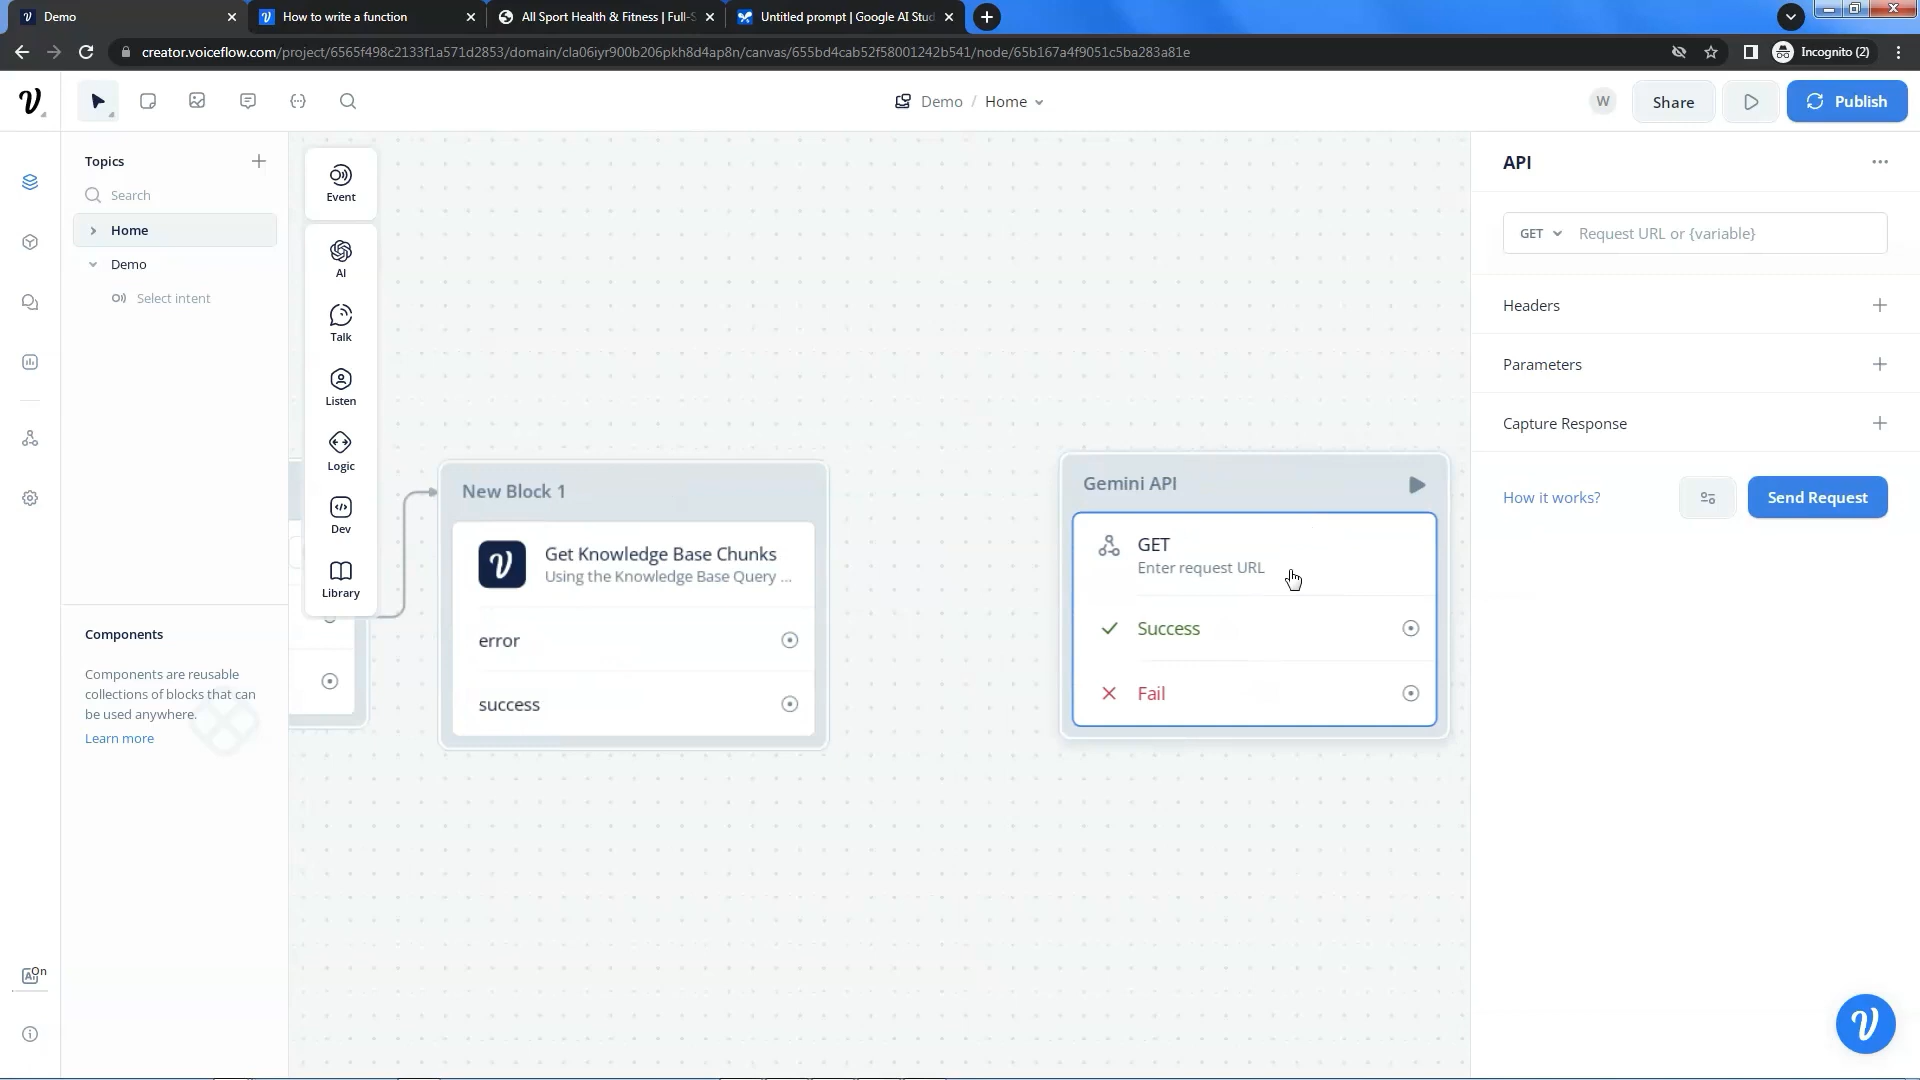 Demo
How to write a function
All Sport Health & Fitness | Full-S
Untitled prompt | Google AI Stud
creator.voiceflow.com/project/6565f498c2133f1a571d2853/domain/cla06iyr900b206pkh8d4ap8n/canvas/655bd4cab52f58001242b541/node/65b167a4f9051c5ba283a81e
Incognito (2)
Demo / Home
W
Share
Publish
Topics
Search
Home
Demo
Select intent
Components
Components are reusable
collections of blocks that can
be used anywhere.
Learn more
On
Event
AI
Talk
Listen
Logic
Dev
Library
New Block 1
Get Knowledge Base Chunks
Using the Knowledge Base Query ...
error
success
Gemini API
GET
Enter request URL
Success
Fail
API
GET
Request URL or {variable}
Headers
Parameters
Capture Response
How it works?
Send Request